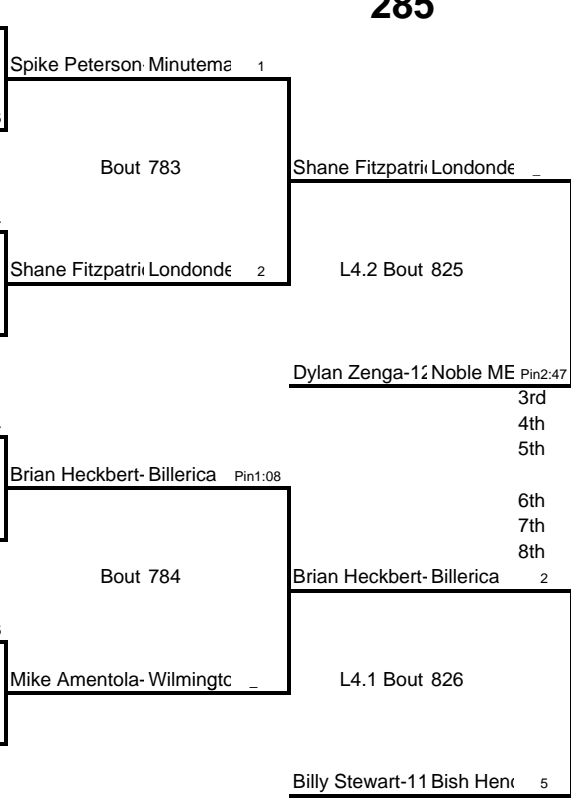 285
Spike Peterson- Minutema 1
Bout 783
Shane Fitzpatri Londonde _
Shane Fitzpatri Londonde 2
L4.2 Bout 825
Dylan Zenga-12 Noble ME Pin2:47
3rd
4th
5th
Brian Heckbert- Billerica Pin1:08
6th
7th
8th
Bout 784
Brian Heckbert- Billerica 2
Mike Amentola- Wilmingto _
L4.1 Bout 826
Billy Stewart-11 Bish Hen 5